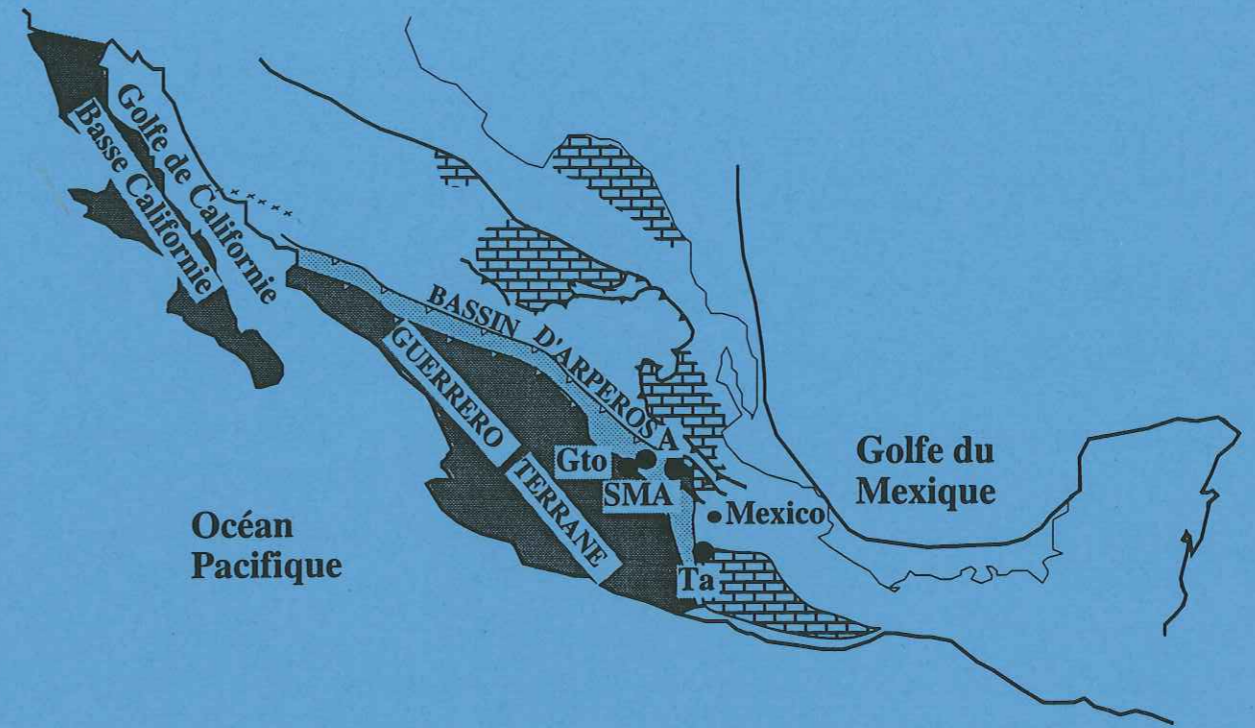 Golfe de Californie
Basse Californie
BASSIN D'ARPEROS
GUERRERO TERRANE
A
Gto
SMA
Mexico
Ta
Golfe du
Mexique
Océan
Pacifique